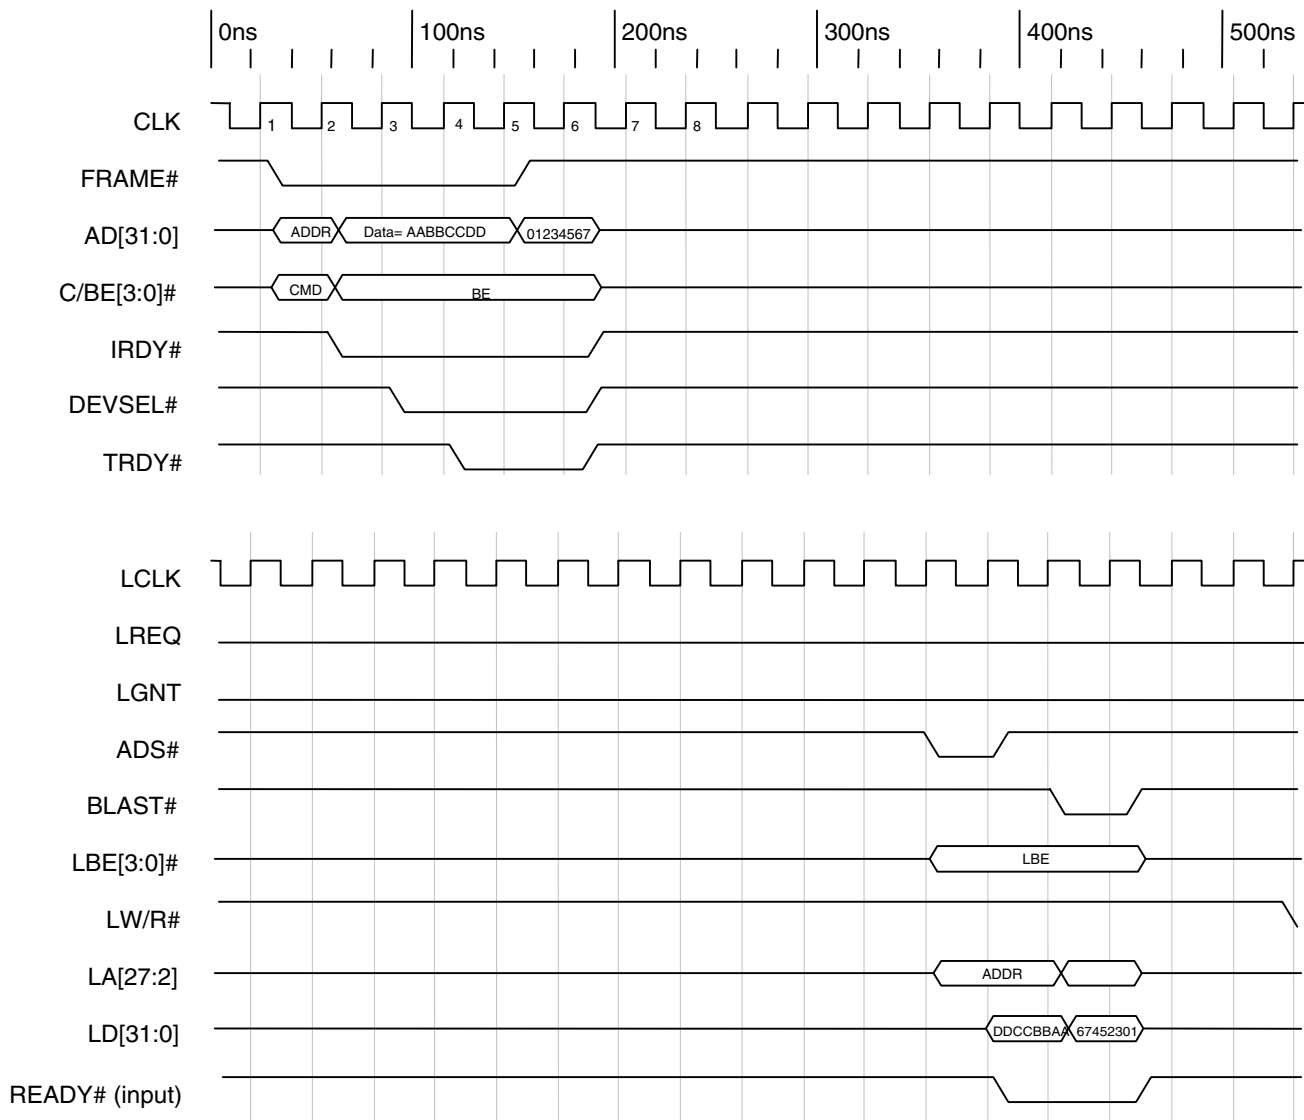 0ns 100ns 200ns 300ns 400ns 500ns
CLK 1 2 3 4 5 6 7 8
FRAME#
AD[31:0] ADDR Data= AABBCCDD 01234567
C/BE[3:0]# CMD BE
IRDY#
DEVSEL#
TRDY#
LCLK
LREQ
LGNT
ADS#
BLAST#
LBE[3:0]# LBE
LW/R#
LA[27:2] ADDR
LD[31:0] DDCCBBAA 67452301
READY# (input)